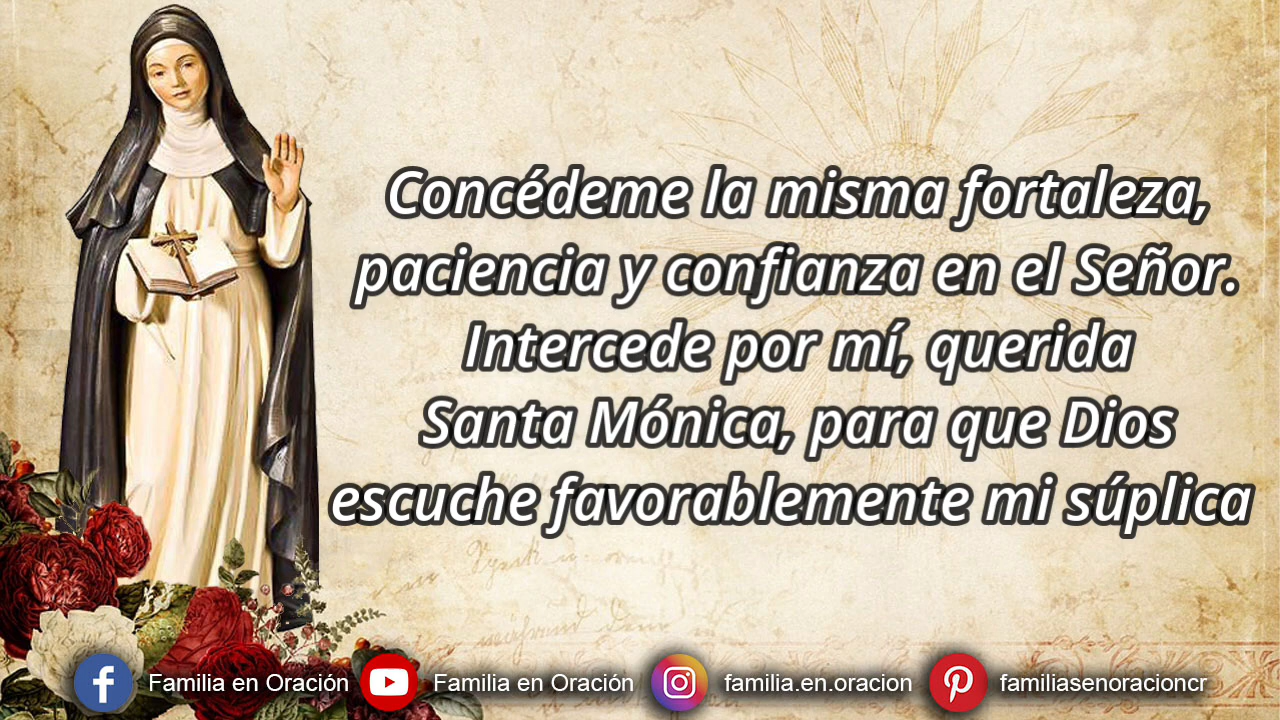 Concédeme la misma fortaleza,
paciencia y confianza en el Señor.
Intercede por mí, querida
Santa Mónica, para que Dios
escuche favorablemente mi súplica
Familia en Oración
Familia en Oración
familia.en.oracion
familiasenoracioncr